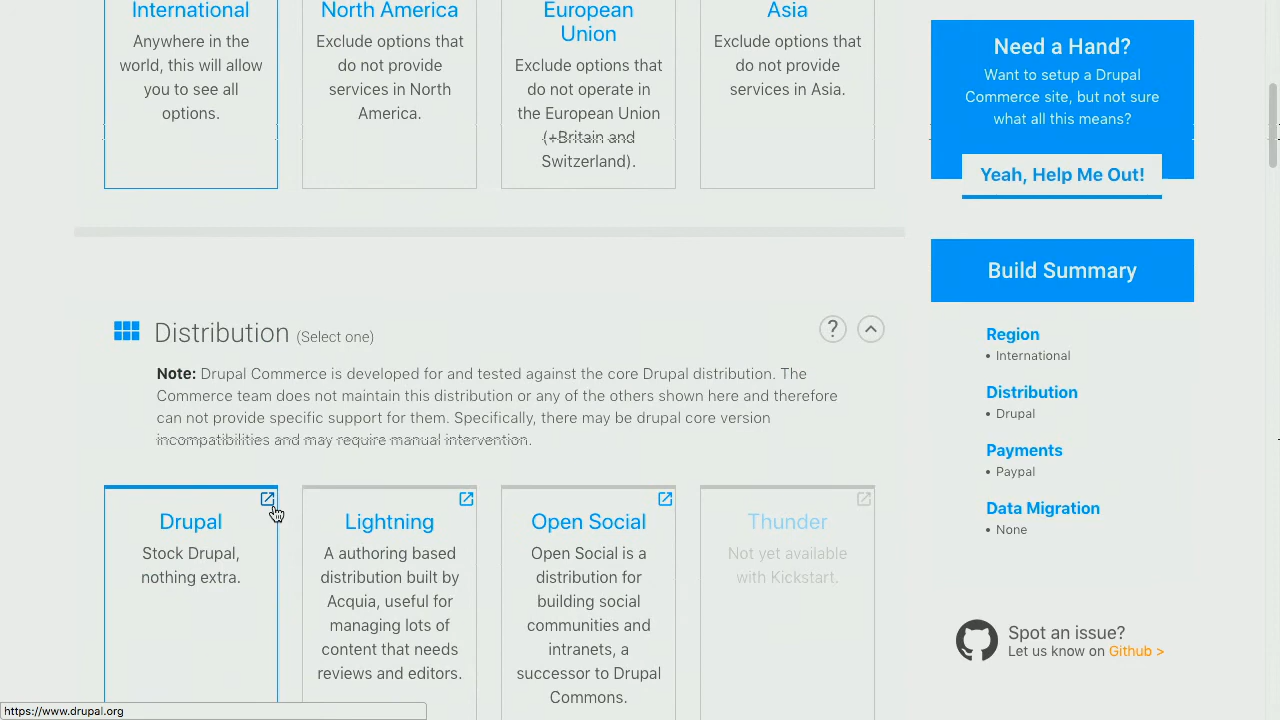 International
Anywhere in the
world, this will allow
you to see all
options.
North America
Exclude options that
do not provide
services in North
America.
European
Union
Exclude options that
do not operate in
the European Union
(+Britain and
Switzerland).
Asia
Exclude options that
do not provide
services in Asia.
Need a Hand?
Want to setup a Drupal
Commerce site, but not sure
what all this means?
Yeah, Help Me Out!
Distribution (Select one)
?
Note: Drupal Commerce is developed for and tested against the core Drupal distribution. The
Commerce team does not maintain this distribution or any of the others shown here and therefore
can not provide specific support for them. Specifically, there may be drupal core version
incompatibilities and may require manual intervention.
Drupal
Stock Drupal,
nothing extra.
Lightning
A authoring based
distribution built by
Acquia, useful for
managing lots of
content that needs
reviews and editors.
Open Social
Open Social is a
distribution for
building social
communities and
intranets, a
successor to Drupal
Commons.
Thunder
Not yet available
with Kickstart.
Build Summary
Region
• International
Distribution
• Drupal
Payments
• Paypal
Data Migration
• None
Spot an issue?
Let us know on Github >
https://www.drupal.org